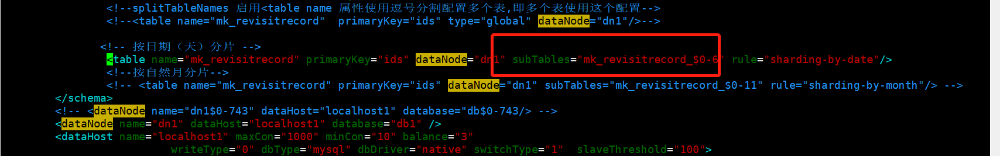 <!--splitTableNames 启用<table name 属性使用逗号分割配置多个表,即多个表使用这个配置-->
<!--<table name="mk_revisitrecord"  primaryKey="ids" type="global" dataNode="dn1"/>-->
<!-- 按日期（天）分片 -->
<table name="mk_revisitrecord" primaryKey="ids" dataNode="dn1" subTables="mk_revisitrecord_$0-6" rule="sharding-by-date"/>
<!--按自然月分片-->
<!-- <table name="mk_revisitrecord" primaryKey="ids" dataNode="dn1" subTables="mk_revisitrecord_$0-11" rule="sharding-by-month"/> -->
</schema>
<!-- <dataNode name="dn1$0-743" dataHost="localhost1" database="db$0-743/> -->
<dataNode name="dn1" dataHost="localhost1" database="db1" />
<dataHost name="localhost1" maxCon="1000" minCon="10" balance="3"
writeType="0" dbType="mysql" dbDriver="native" switchType="1"  slaveThreshold="100">